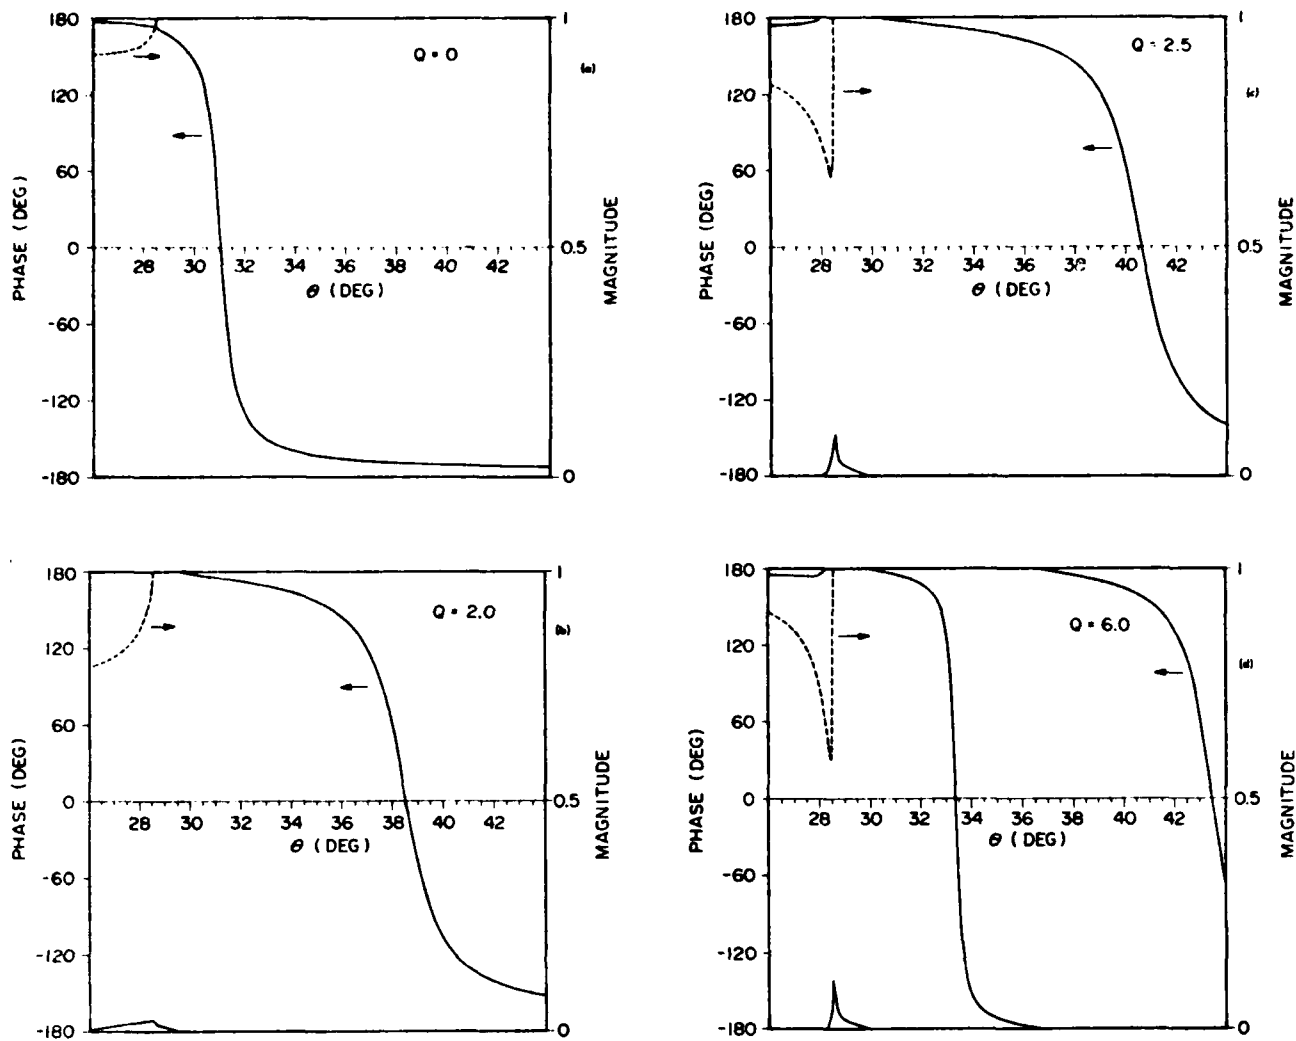 180
120
60
0
-60
-120
-180
PHASE (DEG)
28 30 32 34 36 38 40 42
θ (DEG)
Q = 0
1
0.5
0
MAGNITUDE
(a)
180
120
60
0
-60
-120
-180
PHASE (DEG)
28 30 32 34 36 38 40 42
θ (DEG)
Q = 2.5
1
0.5
0
MAGNITUDE
(c)
180
120
60
0
-60
-120
-180
PHASE (DEG)
28 30 32 34 36 38 40 42
θ (DEG)
Q = 2.0
1
0.5
0
MAGNITUDE
(b)
180
120
60
0
-60
-120
-180
PHASE (DEG)
28 30 32 34 36 38 40 42
θ (DEG)
Q = 6.0
1
0.5
0
MAGNITUDE
(d)